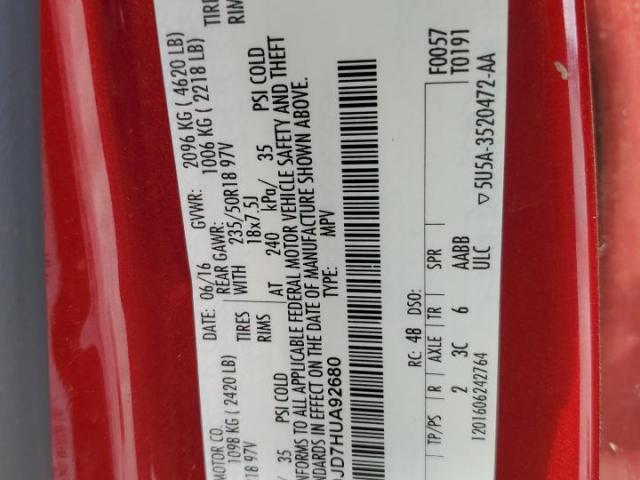 MOTOR CO. DATE: 06/16 GVWR: 2096 KG ( 4620 LB)
1098 KG ( 2420 LB) REAR GAWR: 1006 KG ( 2218 LB)
18 97V TIRES WITH 235/50R18 97V TIRES
RIMS 18x7.5J RIMS
/ 35 PSI COLD AT 240 kPa/ 35 PSI COLD
NFORMS TO ALL APPLICABLE FEDERAL MOTOR VEHICLE SAFETY AND THEFT
NDARDS IN EFFECT ON THE DATE OF MANUFACTURE SHOWN ABOVE.
JD7HUA92680 TYPE: MPV
F0057
T0191
RC: 48 DSO:
TP/PS R AXLE TR SPR
2 3C 6 AABB
1201606242764 ULC ▽5U5A-3520472-AA